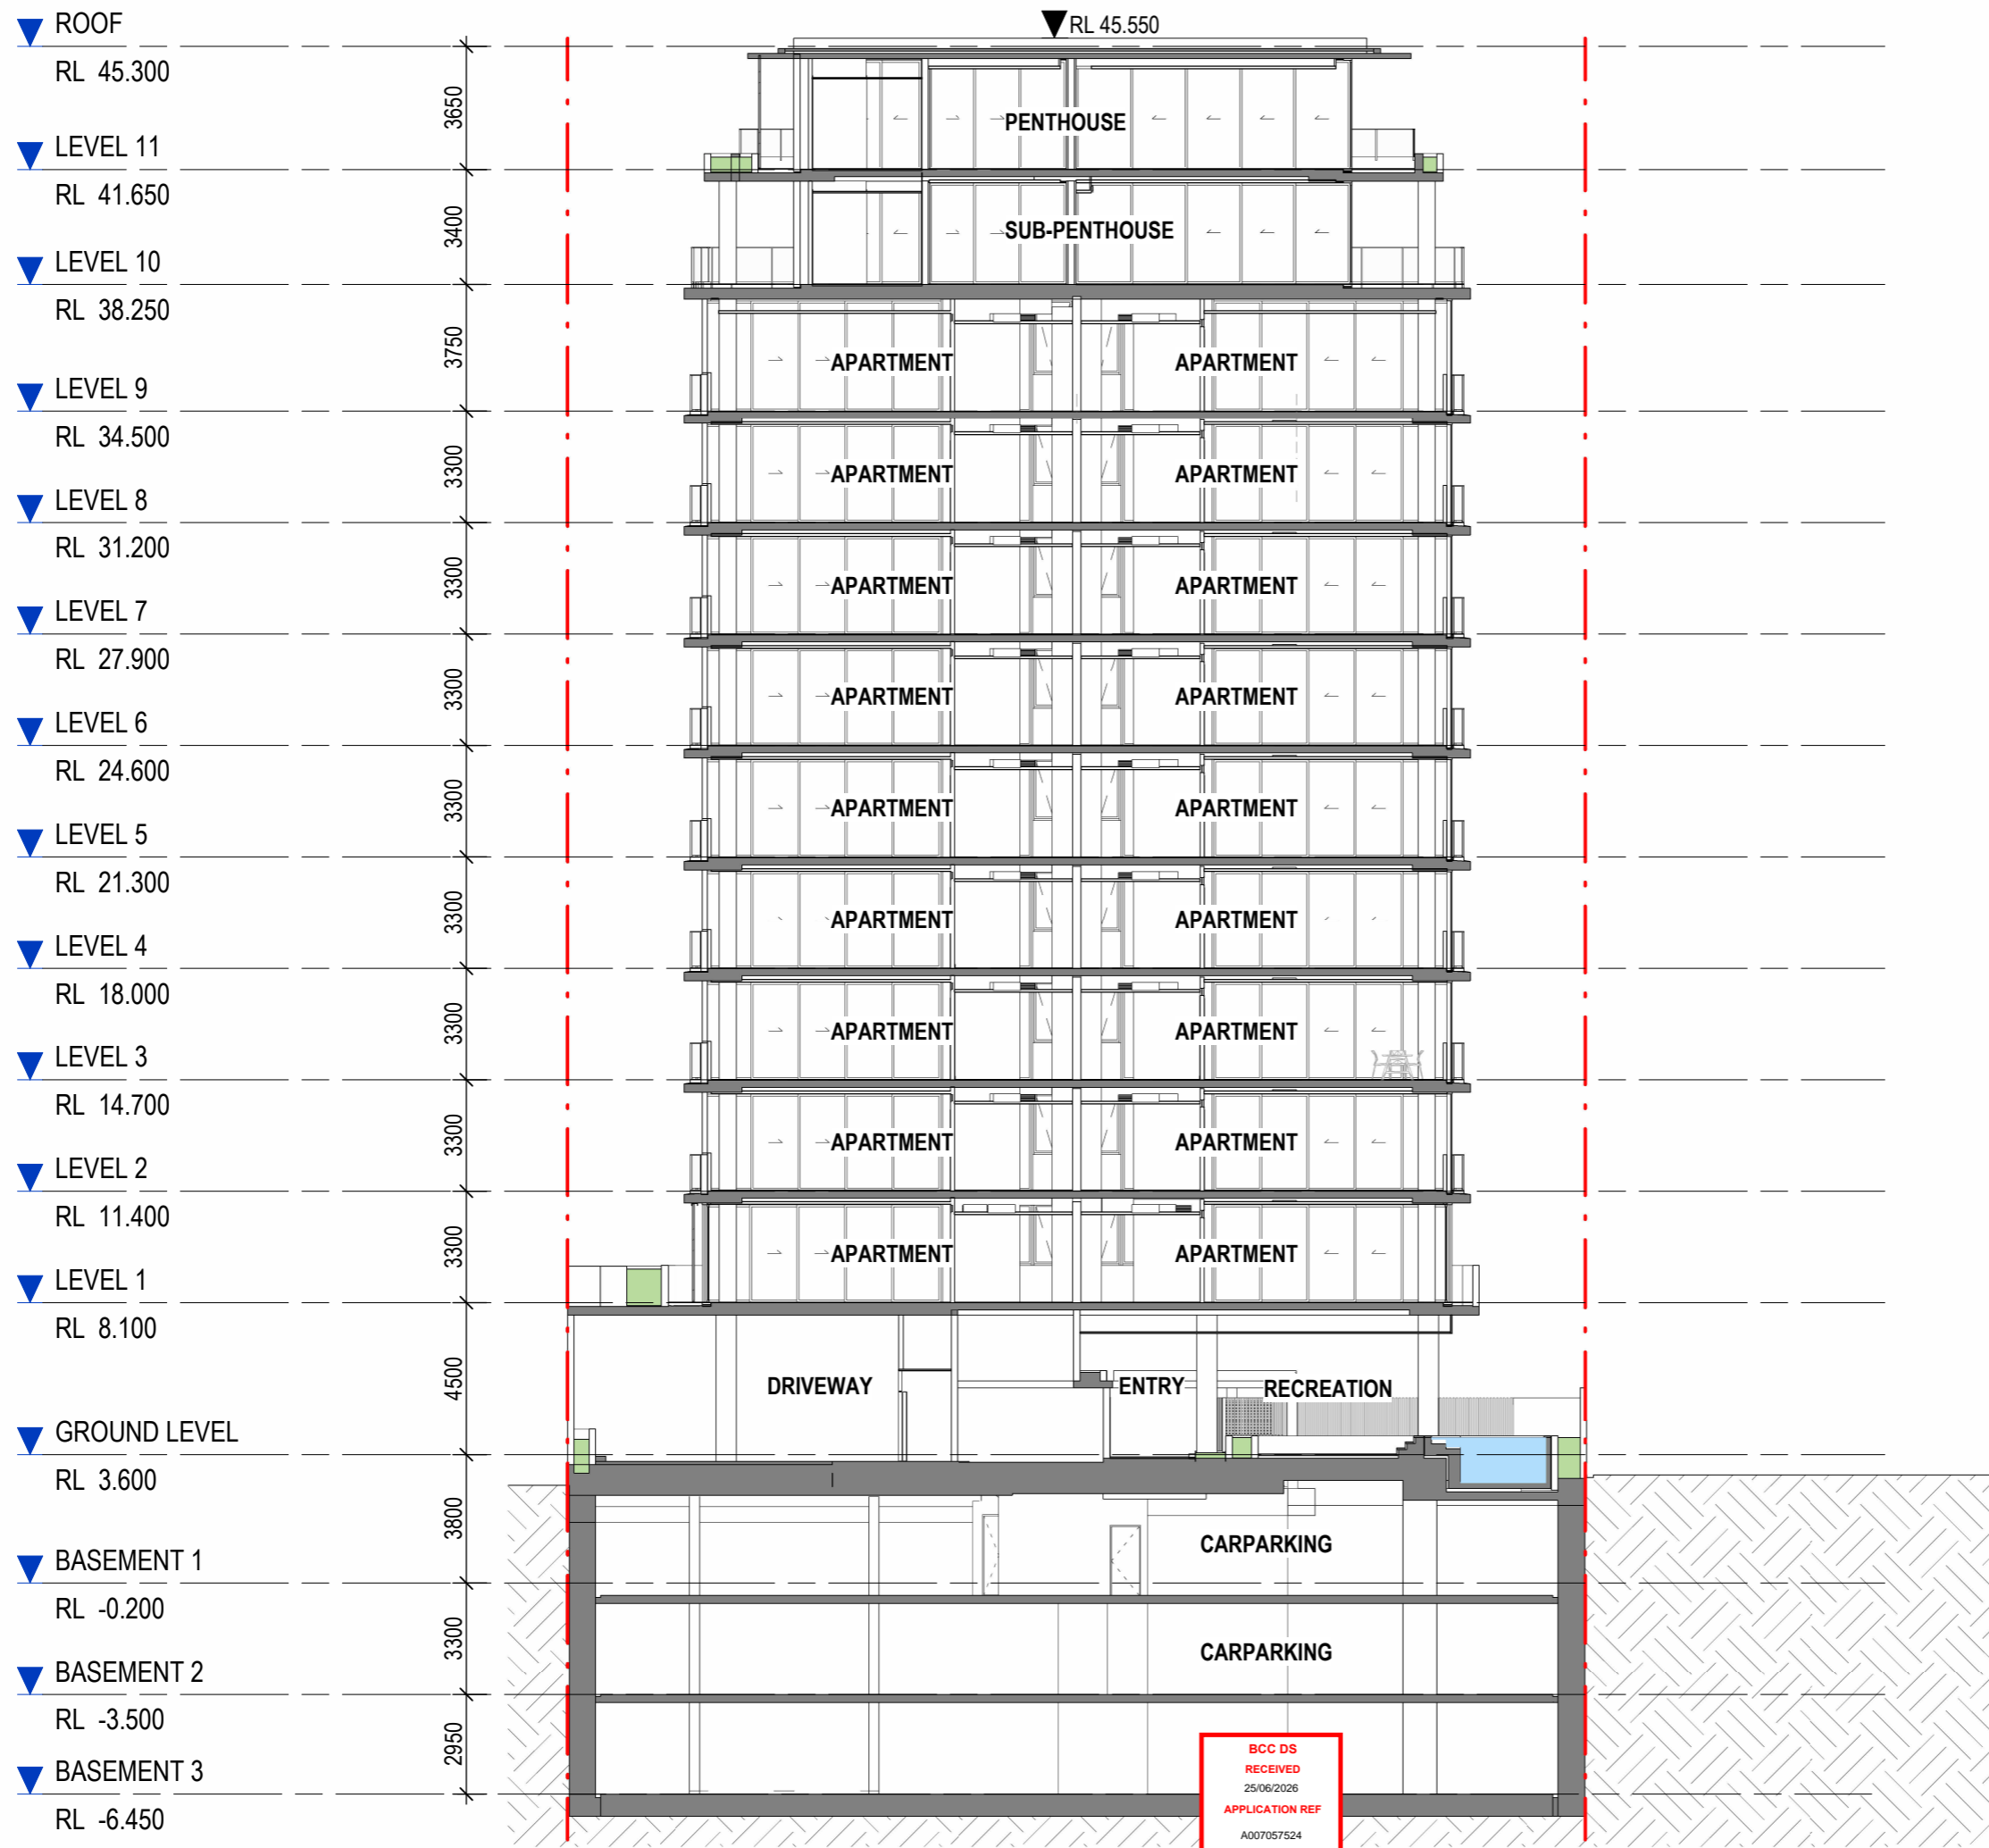 ROOF
RL 45.300
RL 45.550
3650
PENTHOUSE
LEVEL 11
RL 41.650
3400
SUB-PENTHOUSE
LEVEL 10
RL 38.250
3750
APARTMENT APARTMENT
LEVEL 9
RL 34.500
3300
APARTMENT APARTMENT
LEVEL 8
RL 31.200
3300
APARTMENT APARTMENT
LEVEL 7
RL 27.900
3300
APARTMENT APARTMENT
LEVEL 6
RL 24.600
3300
APARTMENT APARTMENT
LEVEL 5
RL 21.300
3300
APARTMENT APARTMENT
LEVEL 4
RL 18.000
3300
APARTMENT APARTMENT
LEVEL 3
RL 14.700
3300
APARTMENT APARTMENT
LEVEL 2
RL 11.400
3300
APARTMENT APARTMENT
LEVEL 1
RL 8.100
4500
DRIVEWAY ENTRY RECREATION
GROUND LEVEL
RL 3.600
3800
CARPARKING
BASEMENT 1
RL -0.200
3300
CARPARKING
BASEMENT 2
RL -3.500
2950
BASEMENT 3
RL -6.450
BCC DS
RECEIVED
25/06/2026
APPLICATION REF
A007057524